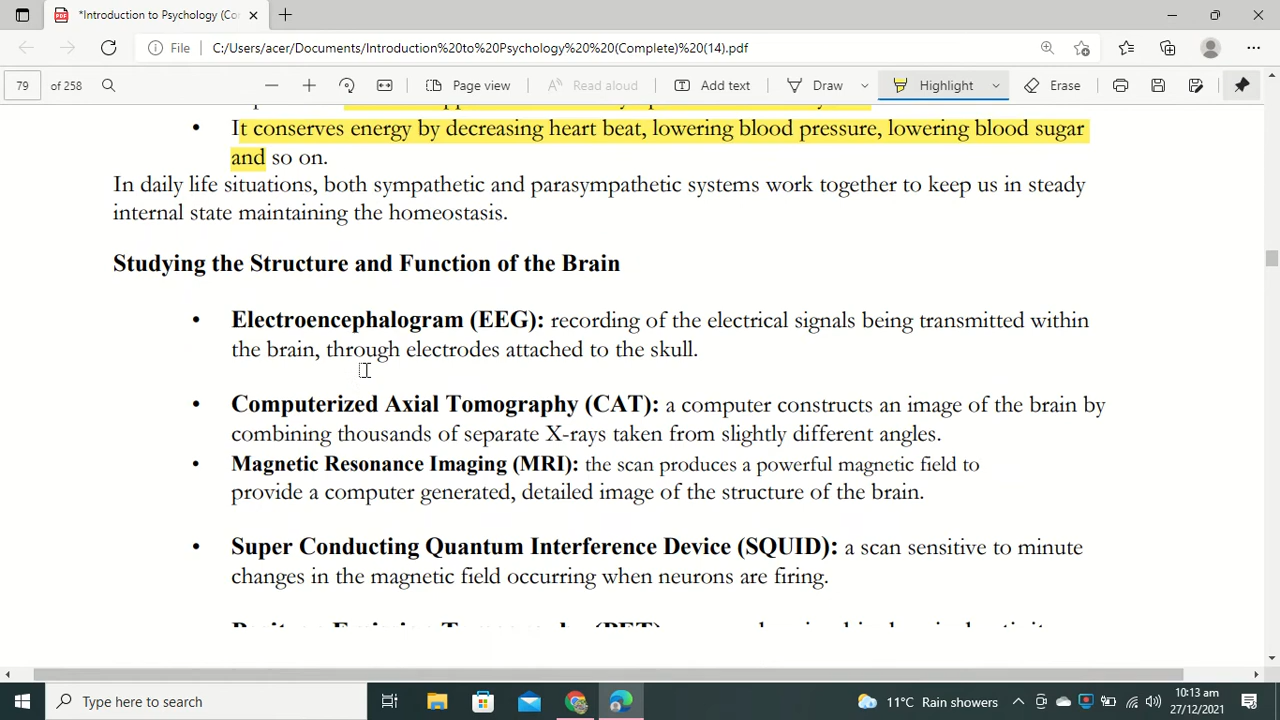 *Introduction to Psychology (Co
File C:/Users/acer/Documents/Introduction%20to%20Psychology%20%20(Complete)%20(14).pdf
79 of 258 Page view Read aloud Add text Draw Highlight Erase
It conserves energy by decreasing heart beat, lowering blood pressure, lowering blood sugar
and so on.
In daily life situations, both sympathetic and parasympathetic systems work together to keep us in steady
internal state maintaining the homeostasis.
Studying the Structure and Function of the Brain
• Electroencephalogram (EEG): recording of the electrical signals being transmitted within
the brain, through electrodes attached to the skull.
• Computerized Axial Tomography (CAT): a computer constructs an image of the brain by
combining thousands of separate X-rays taken from slightly different angles.
• Magnetic Resonance Imaging (MRI): the scan produces a powerful magnetic field to
provide a computer generated, detailed image of the structure of the brain.
• Super Conducting Quantum Interference Device (SQUID): a scan sensitive to minute
changes in the magnetic field occurring when neurons are firing.
Type here to search 11°C Rain showers 10:13 am
27/12/2021